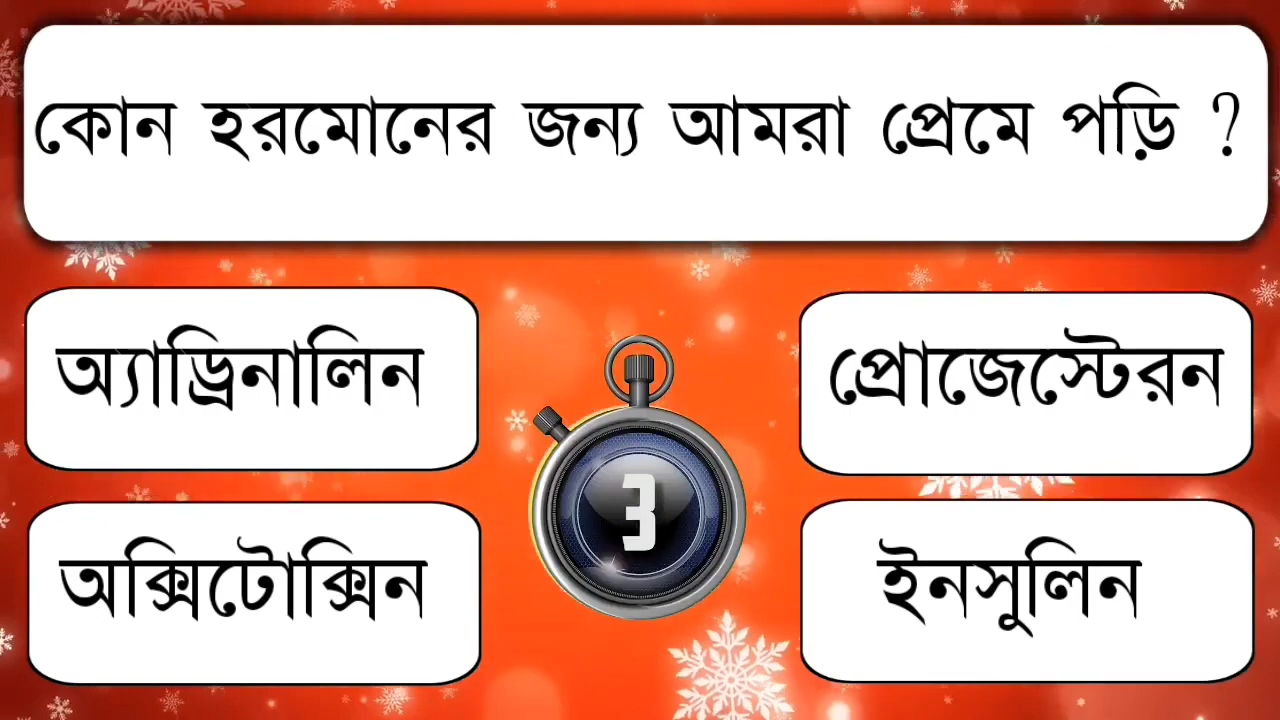 কোন হরমোনের জন্য আমরা প্রেমে পড়ি ?
অ্যাড্রিনালিন
প্রোজেস্টেরন
3
অক্সিটোক্সিন
ইনসুলিন